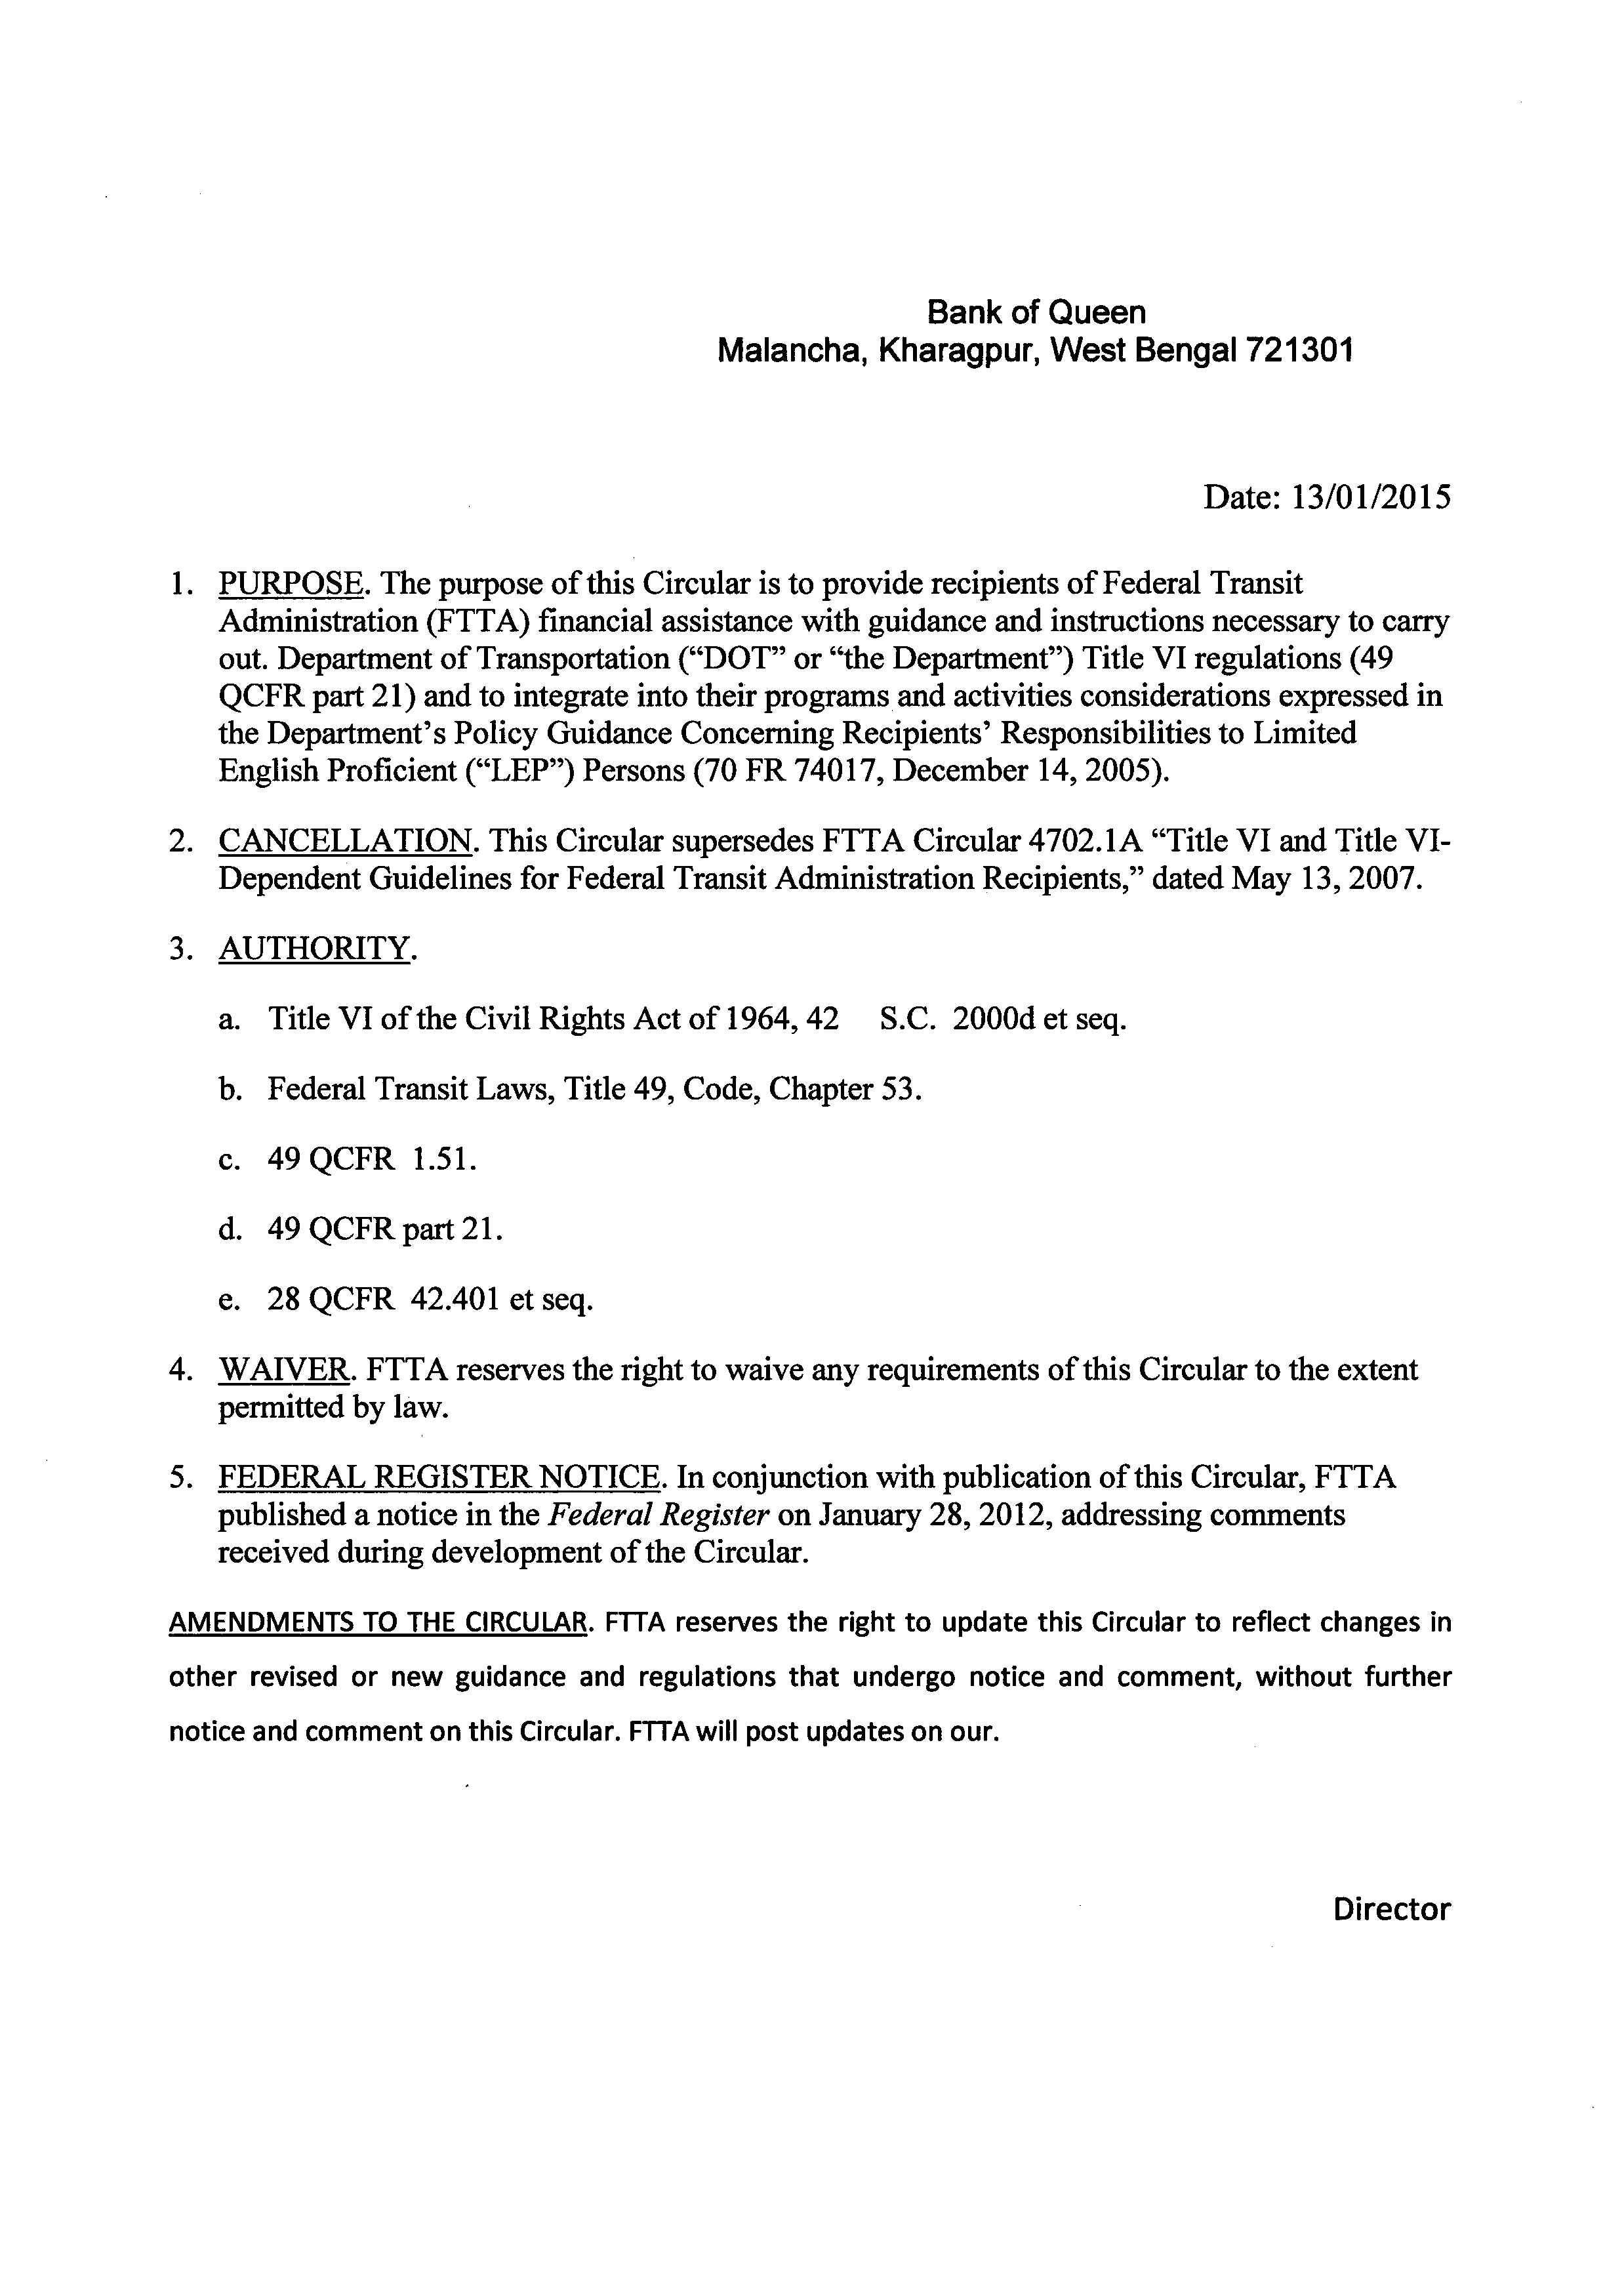 Bank of Queen
Malancha, Kharagpur, West Bengal 721301
Date: 13/01/2015
1. PURPOSE. The purpose of this Circular is to provide recipients of Federal Transit
Administration (FTTA) financial assistance with guidance and instructions necessary to carry
out. Department of Transportation (“DOT” or “the Department”) Title VI regulations (49
QCFR part 21) and to integrate into their programs and activities considerations expressed in
the Department’s Policy Guidance Concerning Recipients’ Responsibilities to Limited
English Proficient (“LEP”) Persons (70 FR 74017, December 14, 2005).
2. CANCELLATION. This Circular supersedes FTTA Circular 4702.1A “Title VI and Title VI-
Dependent Guidelines for Federal Transit Administration Recipients,” dated May 13, 2007.
3. AUTHORITY.
a. Title VI of the Civil Rights Act of 1964, 42 S.C. 2000d et seq.
b. Federal Transit Laws, Title 49, Code, Chapter 53.
c. 49 QCFR 1.51.
d. 49 QCFR part 21.
e. 28 QCFR 42.401 et seq.
4. WAIVER. FTTA reserves the right to waive any requirements of this Circular to the extent
permitted by law.
5. FEDERAL REGISTER NOTICE. In conjunction with publication of this Circular, FTTA
published a notice in the Federal Register on January 28, 2012, addressing comments
received during development of the Circular.
AMENDMENTS TO THE CIRCULAR. FTTA reserves the right to update this Circular to reflect changes in
other revised or new guidance and regulations that undergo notice and comment, without further
notice and comment on this Circular. FTTA will post updates on our.
Director